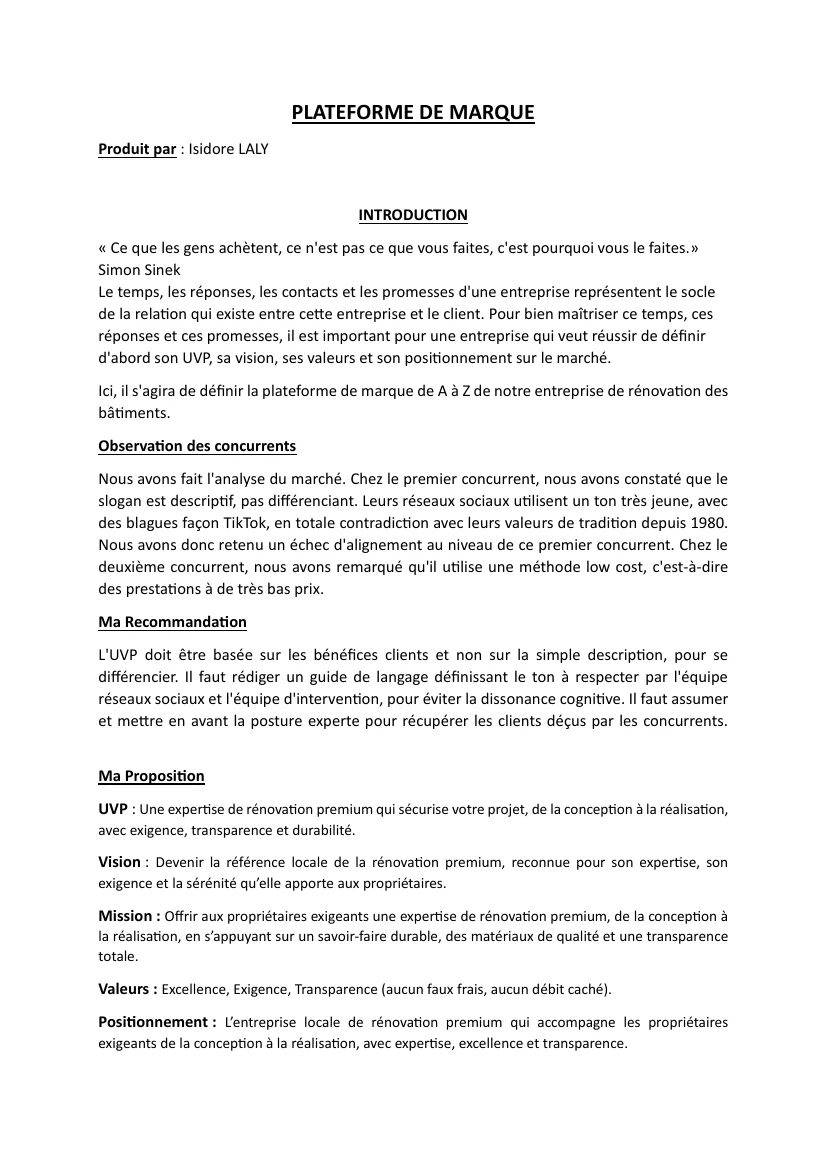 PLATEFORME DE MARQUE
Produit par : Isidore LALY
INTRODUCTION
« Ce que les gens achètent, ce n'est pas ce que vous faites, c'est pourquoi vous le faites.»
Simon Sinek
Le temps, les réponses, les contacts et les promesses d'une entreprise représentent le socle
de la relation qui existe entre cette entreprise et le client. Pour bien maîtriser ce temps, ces
réponses et ces promesses, il est important pour une entreprise qui veut réussir de définir
d'abord son UVP, sa vision, ses valeurs et son positionnement sur le marché.
Ici, il s'agira de définir la plateforme de marque de A à Z de notre entreprise de rénovation des
bâtiments.
Observation des concurrents
Nous avons fait l'analyse du marché. Chez le premier concurrent, nous avons constaté que le
slogan est descriptif, pas différenciant. Leurs réseaux sociaux utilisent un ton très jeune, avec
des blagues façon TikTok, en totale contradiction avec leurs valeurs de tradition depuis 1980.
Nous avons donc retenu un échec d'alignement au niveau de ce premier concurrent. Chez le
deuxième concurrent, nous avons remarqué qu'il utilise une méthode low cost, c'est-à-dire
des prestations à de très bas prix.
Ma Recommandation
L'UVP doit être basée sur les bénéfices clients et non sur la simple description, pour se
différencier. Il faut rédiger un guide de langage définissant le ton à respecter par l'équipe
réseaux sociaux et l'équipe d'intervention, pour éviter la dissonance cognitive. Il faut assumer
et mettre en avant la posture experte pour récupérer les clients déçus par les concurrents.
Ma Proposition
UVP : Une expertise de rénovation premium qui sécurise votre projet, de la conception à la réalisation,
avec exigence, transparence et durabilité.
Vision : Devenir la référence locale de la rénovation premium, reconnue pour son expertise, son
exigence et la sérénité qu’elle apporte aux propriétaires.
Mission : Offrir aux propriétaires exigeants une expertise de rénovation premium, de la conception à
la réalisation, en s’appuyant sur un savoir-faire durable, des matériaux de qualité et une transparence
totale.
Valeurs : Excellence, Exigence, Transparence (aucun faux frais, aucun débit caché).
Positionnement : L’entreprise locale de rénovation premium qui accompagne les propriétaires
exigeants de la conception à la réalisation, avec expertise, excellence et transparence.